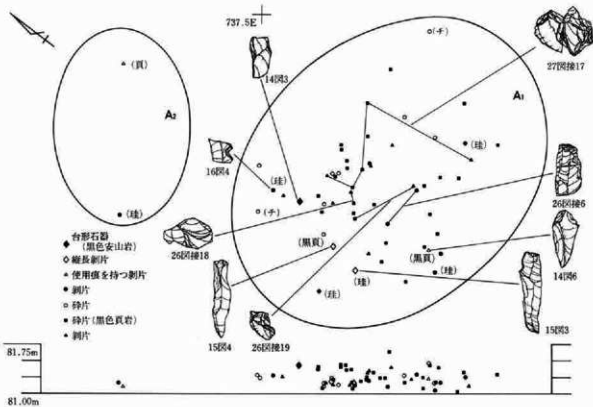 737.5E
(チ)
27図接17
14図3
(頁)
A₂
A₁
(珪)
16図4
(珪)
26図接6
(チ)
(珪)
26図接18
(黒頁)
(黒頁)
14図6
(珪)
(珪)
(珪)
15図4
26図接19
15図3
台形石器
(黒色安山岩)
縦長剥片
使用痕を持つ剥片
剥片
砕片
砕片(黒色頁岩)
剥片
81.75m
81.00m